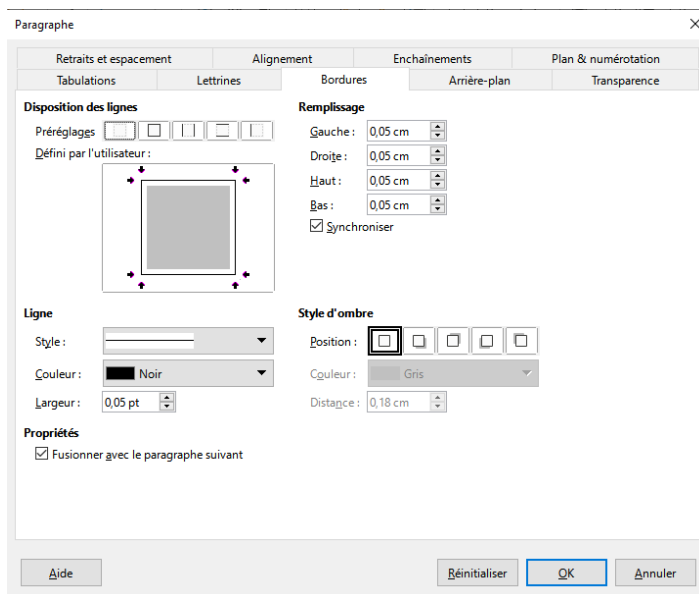 Paragraphe
Retraits et espacement Alignement Enchaînements Plan & numérotation
Tabulations Lettrines Bordures Arrière-plan Transparence
Disposition des lignes
Préréglages
Défini par l'utilisateur :
Remplissage
Gauche : 0,05 cm
Droite : 0,05 cm
Haut : 0,05 cm
Bas : 0,05 cm
Synchroniser
Ligne
Style :
Couleur : Noir
Largeur : 0,05 pt
Style d'ombre
Position :
Couleur : Gris
Distance : 0,18 cm
Propriétés
Fusionner avec le paragraphe suivant
Aide Réinitialiser OK Annuler